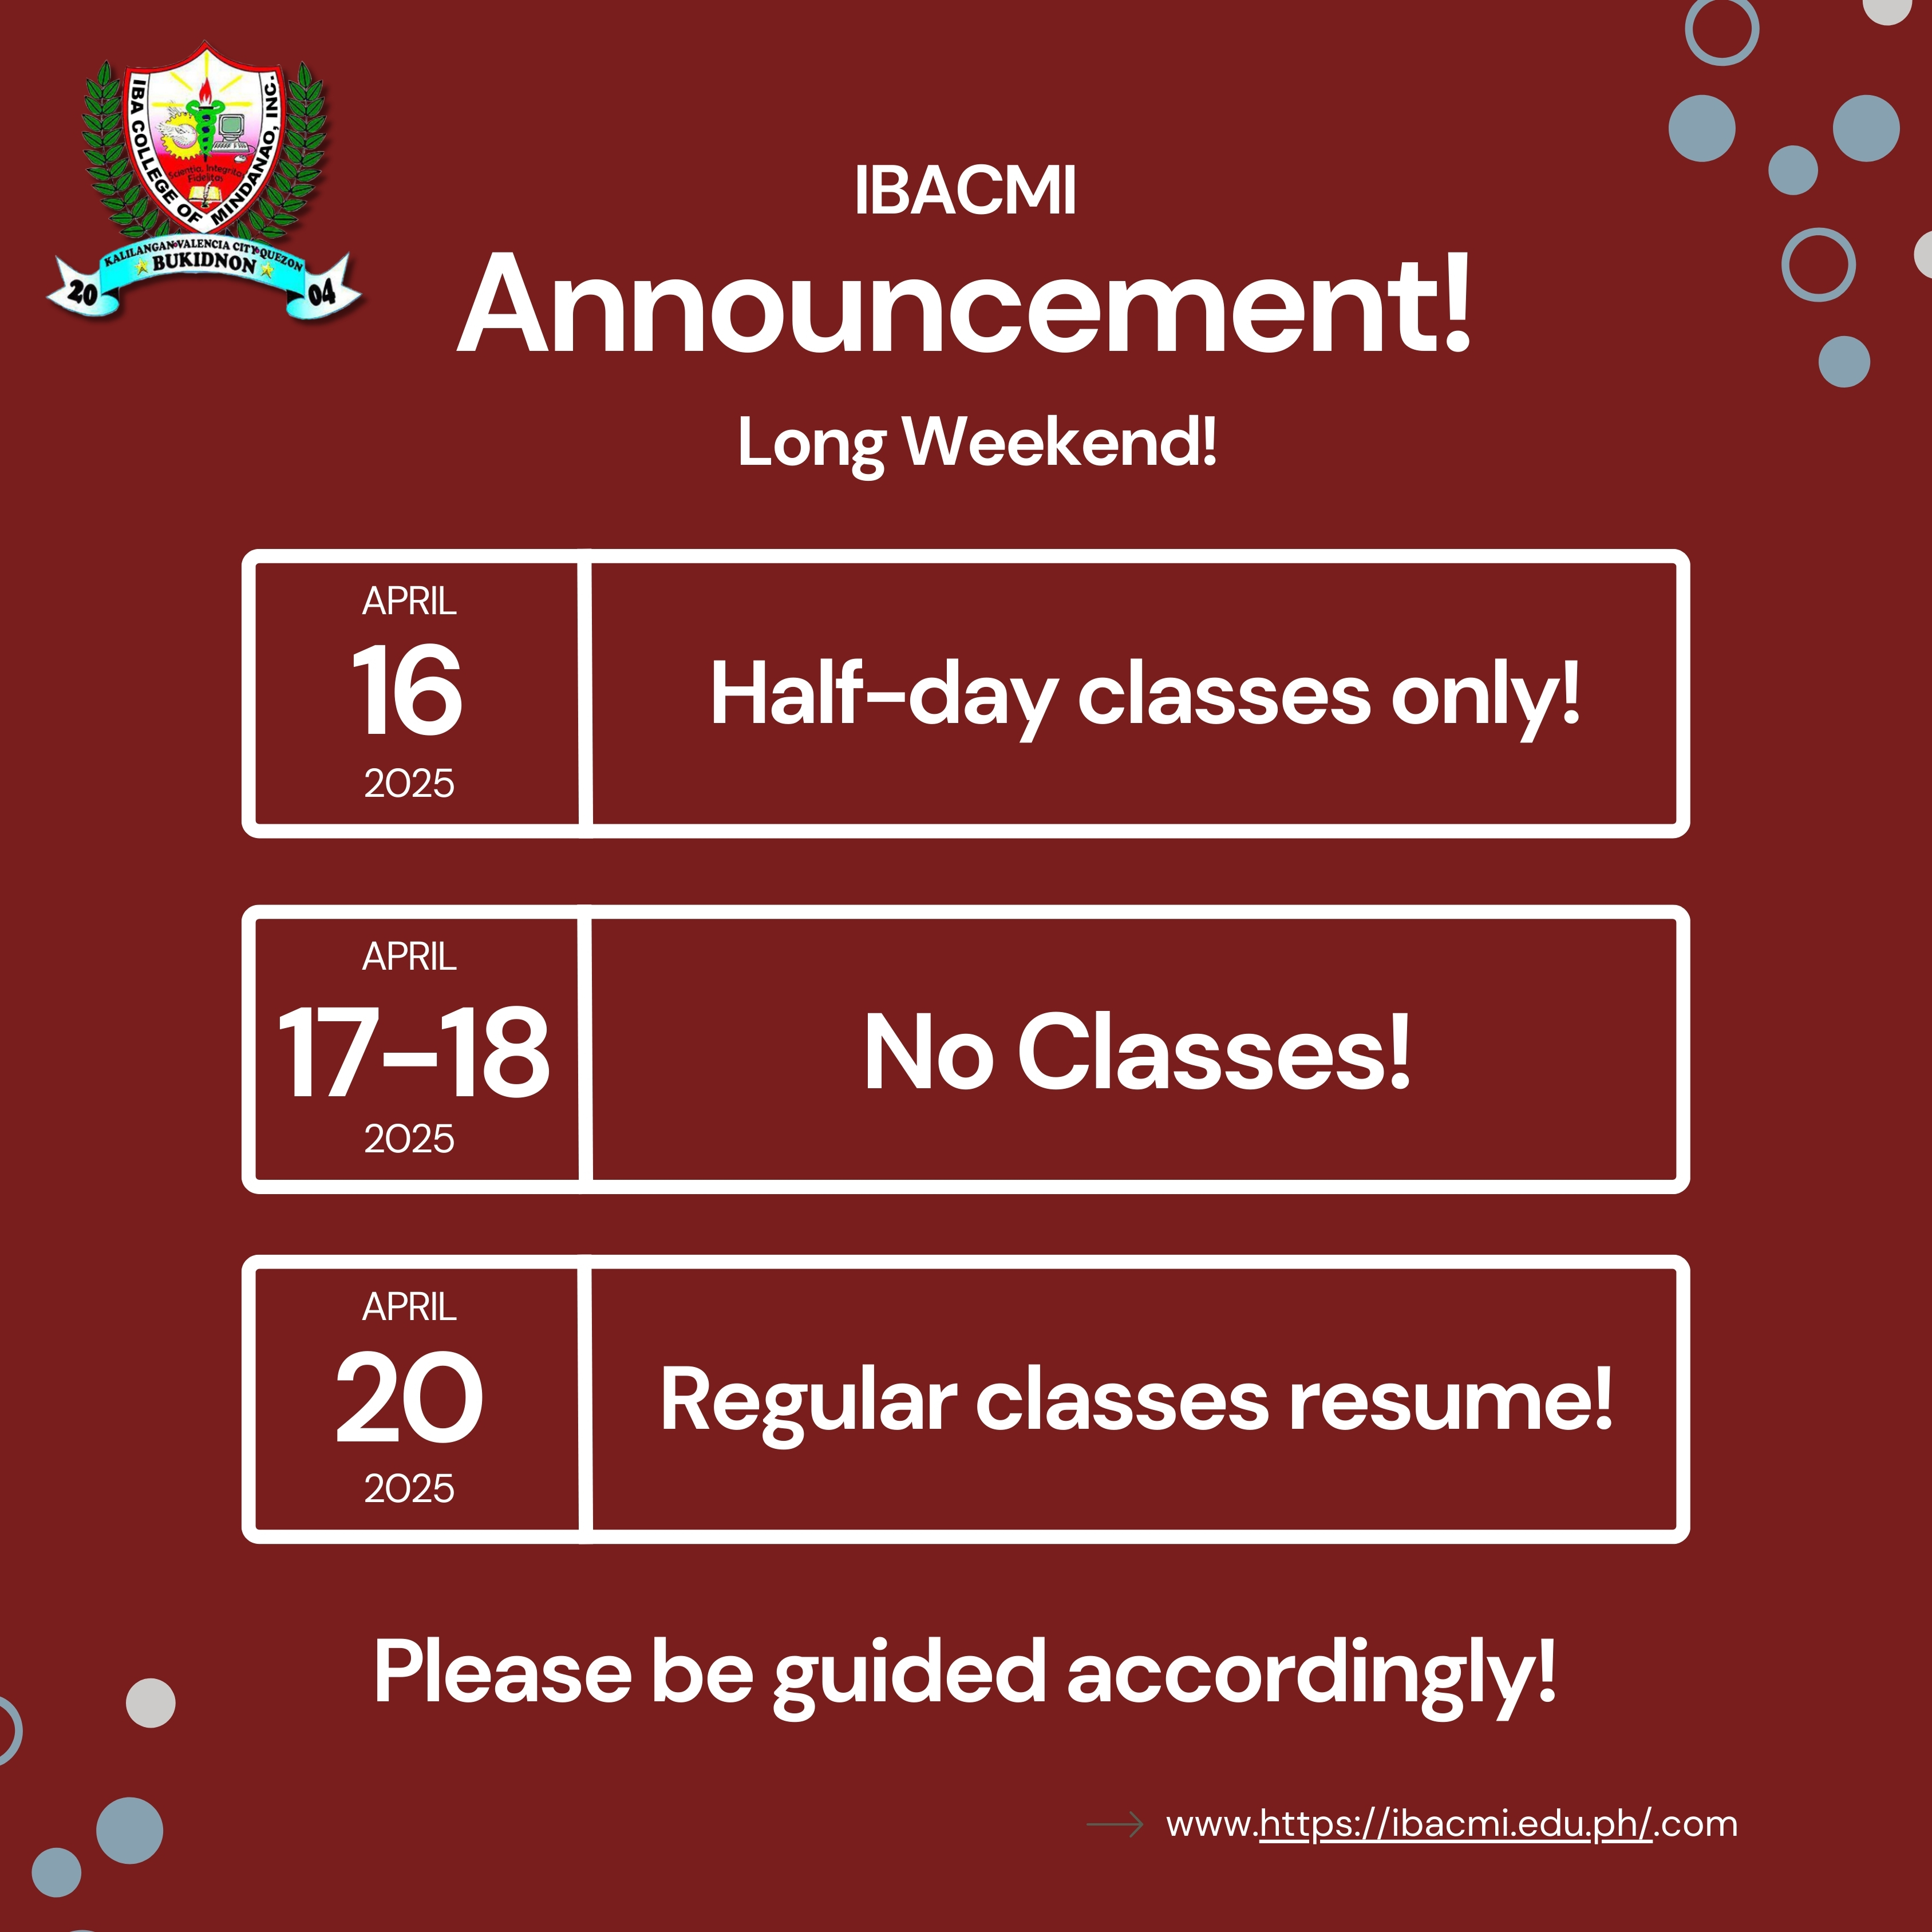 IBA COLLEGE OF MINDANAO, INC.
Scientia, Integritas
Fidelitas
KALILANGAN•VALENCIA CITY•QUEZON
BUKIDNON
20 04
IBACMI
Announcement!
Long Weekend!
APRIL
16
2025
Half-day classes only!
APRIL
17-18
2025
No Classes!
APRIL
20
2025
Regular classes resume!
Please be guided accordingly!
www.https://ibacmi.edu.ph/.com